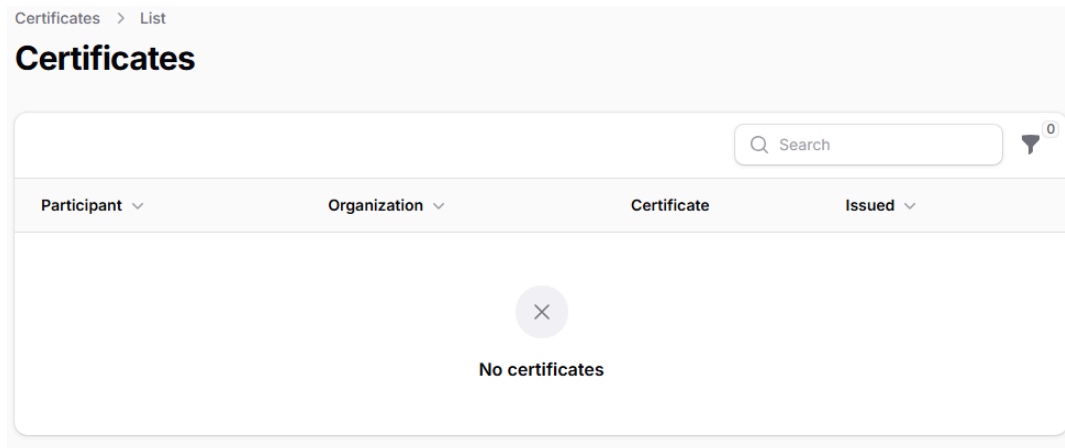 Certificates > List
Certificates
Search
0
Participant Organization Certificate Issued
No certificates